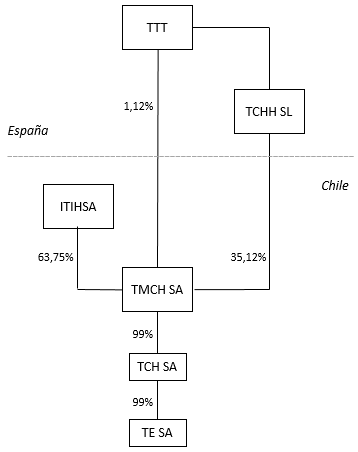 TTT
1,12%
TCHH SL
España
Chile
ITIHSA
63,75%
35,12%
TMCH SA
99%
TCH SA
99%
TE SA